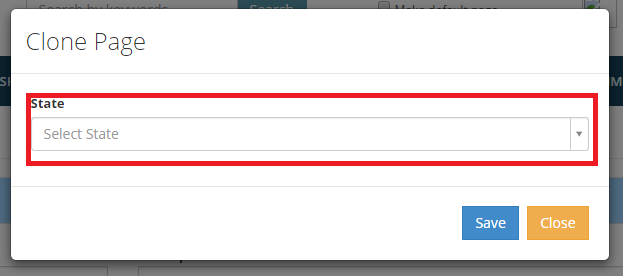 Search by keywords
Search
Make default page
Clone Page
State
Select State
Save
Close